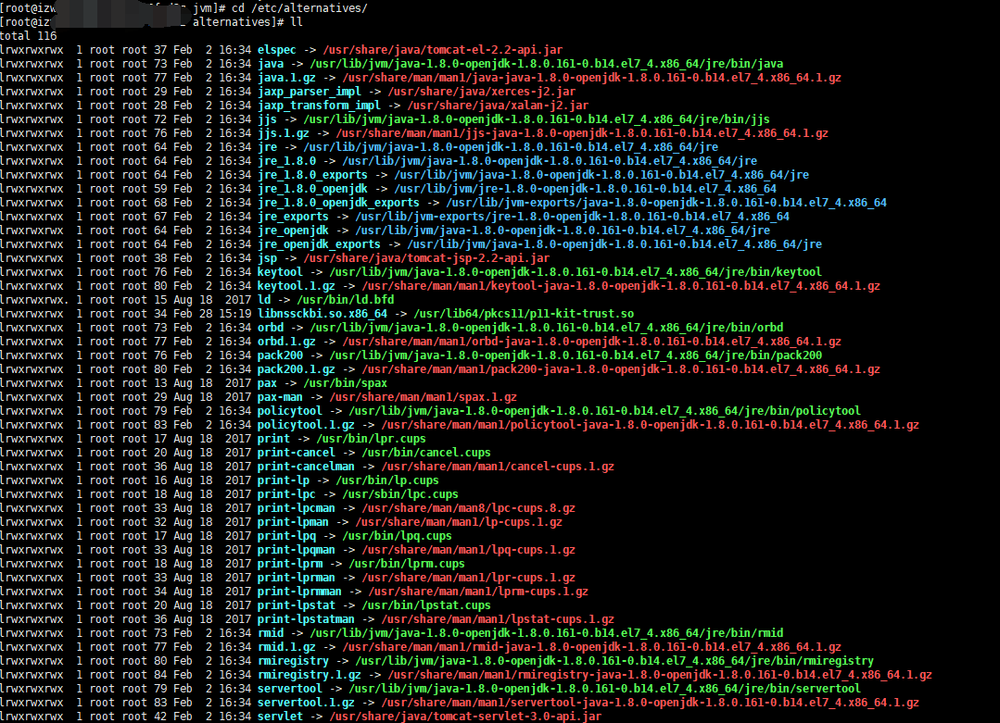 [root@izw jvm]# cd /etc/alternatives/
[root@iz alternatives]# ll
total 116
lrwxrwxrwx 1 root root 37 Feb 2 16:34 elspec -> /usr/share/java/tomcat-el-2.2-api.jar
lrwxrwxrwx 1 root root 73 Feb 2 16:34 java -> /usr/lib/jvm/java-1.8.0-openjdk-1.8.0.161-0.b14.el7_4.x86_64/jre/bin/java
lrwxrwxrwx 1 root root 77 Feb 2 16:34 java.1.gz -> /usr/share/man/man1/java-java-1.8.0-openjdk-1.8.0.161-0.b14.el7_4.x86_64.1.gz
lrwxrwxrwx 1 root root 29 Feb 2 16:34 jaxp_parser_impl -> /usr/share/java/xerces-j2.jar
lrwxrwxrwx 1 root root 28 Feb 2 16:34 jaxp_transform_impl -> /usr/share/java/xalan-j2.jar
lrwxrwxrwx 1 root root 72 Feb 2 16:34 jjs -> /usr/lib/jvm/java-1.8.0-openjdk-1.8.0.161-0.b14.el7_4.x86_64/jre/bin/jjs
lrwxrwxrwx 1 root root 76 Feb 2 16:34 jjs.1.gz -> /usr/share/man/man1/jjs-java-1.8.0-openjdk-1.8.0.161-0.b14.el7_4.x86_64.1.gz
lrwxrwxrwx 1 root root 64 Feb 2 16:34 jre -> /usr/lib/jvm/java-1.8.0-openjdk-1.8.0.161-0.b14.el7_4.x86_64/jre
lrwxrwxrwx 1 root root 64 Feb 2 16:34 jre_1.8.0 -> /usr/lib/jvm/java-1.8.0-openjdk-1.8.0.161-0.b14.el7_4.x86_64/jre
lrwxrwxrwx 1 root root 64 Feb 2 16:34 jre_1.8.0_exports -> /usr/lib/jvm/java-1.8.0-openjdk-1.8.0.161-0.b14.el7_4.x86_64/jre
lrwxrwxrwx 1 root root 59 Feb 2 16:34 jre_1.8.0_openjdk -> /usr/lib/jvm/jre-1.8.0-openjdk-1.8.0.161-0.b14.el7_4.x86_64
lrwxrwxrwx 1 root root 68 Feb 2 16:34 jre_1.8.0_openjdk_exports -> /usr/lib/jvm-exports/java-1.8.0-openjdk-1.8.0.161-0.b14.el7_4.x86_64
lrwxrwxrwx 1 root root 67 Feb 2 16:34 jre_exports -> /usr/lib/jvm-exports/jre-1.8.0-openjdk-1.8.0.161-0.b14.el7_4.x86_64
lrwxrwxrwx 1 root root 64 Feb 2 16:34 jre_openjdk -> /usr/lib/jvm/java-1.8.0-openjdk-1.8.0.161-0.b14.el7_4.x86_64/jre
lrwxrwxrwx 1 root root 64 Feb 2 16:34 jre_openjdk_exports -> /usr/lib/jvm/java-1.8.0-openjdk-1.8.0.161-0.b14.el7_4.x86_64/jre
lrwxrwxrwx 1 root root 38 Feb 2 16:34 jsp -> /usr/share/java/tomcat-jsp-2.2-api.jar
lrwxrwxrwx 1 root root 76 Feb 2 16:34 keytool -> /usr/lib/jvm/java-1.8.0-openjdk-1.8.0.161-0.b14.el7_4.x86_64/jre/bin/keytool
lrwxrwxrwx 1 root root 80 Feb 2 16:34 keytool.1.gz -> /usr/share/man/man1/keytool-java-1.8.0-openjdk-1.8.0.161-0.b14.el7_4.x86_64.1.gz
lrwxrwxrwx. 1 root root 15 Aug 18 2017 ld -> /usr/bin/ld.bfd
lrwxrwxrwx 1 root root 34 Feb 28 15:19 libnssckbi.so.x86_64 -> /usr/lib64/pkcs11/p11-kit-trust.so
lrwxrwxrwx 1 root root 73 Feb 2 16:34 orbd -> /usr/lib/jvm/java-1.8.0-openjdk-1.8.0.161-0.b14.el7_4.x86_64/jre/bin/orbd
lrwxrwxrwx 1 root root 77 Feb 2 16:34 orbd.1.gz -> /usr/share/man/man1/orbd-java-1.8.0-openjdk-1.8.0.161-0.b14.el7_4.x86_64.1.gz
lrwxrwxrwx 1 root root 76 Feb 2 16:34 pack200 -> /usr/lib/jvm/java-1.8.0-openjdk-1.8.0.161-0.b14.el7_4.x86_64/jre/bin/pack200
lrwxrwxrwx 1 root root 80 Feb 2 16:34 pack200.1.gz -> /usr/share/man/man1/pack200-java-1.8.0-openjdk-1.8.0.161-0.b14.el7_4.x86_64.1.gz
lrwxrwxrwx 1 root root 13 Aug 18 2017 pax -> /usr/bin/spax
lrwxrwxrwx 1 root root 29 Aug 18 2017 pax-man -> /usr/share/man/man1/spax.1.gz
lrwxrwxrwx 1 root root 79 Feb 2 16:34 policytool -> /usr/lib/jvm/java-1.8.0-openjdk-1.8.0.161-0.b14.el7_4.x86_64/jre/bin/policytool
lrwxrwxrwx 1 root root 83 Feb 2 16:34 policytool.1.gz -> /usr/share/man/man1/policytool-java-1.8.0-openjdk-1.8.0.161-0.b14.el7_4.x86_64.1.gz
lrwxrwxrwx 1 root root 17 Aug 18 2017 print -> /usr/bin/lpr.cups
lrwxrwxrwx 1 root root 20 Aug 18 2017 print-cancel -> /usr/bin/cancel.cups
lrwxrwxrwx 1 root root 36 Aug 18 2017 print-cancelman -> /usr/share/man/man1/cancel-cups.1.gz
lrwxrwxrwx 1 root root 16 Aug 18 2017 print-lp -> /usr/bin/lp.cups
lrwxrwxrwx 1 root root 18 Aug 18 2017 print-lpc -> /usr/sbin/lpc.cups
lrwxrwxrwx 1 root root 33 Aug 18 2017 print-lpcman -> /usr/share/man/man8/lpc-cups.8.gz
lrwxrwxrwx 1 root root 32 Aug 18 2017 print-lpman -> /usr/share/man/man1/lp-cups.1.gz
lrwxrwxrwx 1 root root 17 Aug 18 2017 print-lpq -> /usr/bin/lpq.cups
lrwxrwxrwx 1 root root 33 Aug 18 2017 print-lpqman -> /usr/share/man/man1/lpq-cups.1.gz
lrwxrwxrwx 1 root root 18 Aug 18 2017 print-lprm -> /usr/bin/lprm.cups
lrwxrwxrwx 1 root root 33 Aug 18 2017 print-lprman -> /usr/share/man/man1/lpr-cups.1.gz
lrwxrwxrwx 1 root root 34 Aug 18 2017 print-lprmman -> /usr/share/man/man1/lprm-cups.1.gz
lrwxrwxrwx 1 root root 20 Aug 18 2017 print-lpstat -> /usr/bin/lpstat.cups
lrwxrwxrwx 1 root root 36 Aug 18 2017 print-lpstatman -> /usr/share/man/man1/lpstat-cups.1.gz
lrwxrwxrwx 1 root root 73 Feb 2 16:34 rmid -> /usr/lib/jvm/java-1.8.0-openjdk-1.8.0.161-0.b14.el7_4.x86_64/jre/bin/rmid
lrwxrwxrwx 1 root root 77 Feb 2 16:34 rmid.1.gz -> /usr/share/man/man1/rmid-java-1.8.0-openjdk-1.8.0.161-0.b14.el7_4.x86_64.1.gz
lrwxrwxrwx 1 root root 80 Feb 2 16:34 rmiregistry -> /usr/lib/jvm/java-1.8.0-openjdk-1.8.0.161-0.b14.el7_4.x86_64/jre/bin/rmiregistry
lrwxrwxrwx 1 root root 84 Feb 2 16:34 rmiregistry.1.gz -> /usr/share/man/man1/rmiregistry-java-1.8.0-openjdk-1.8.0.161-0.b14.el7_4.x86_64.1.gz
lrwxrwxrwx 1 root root 79 Feb 2 16:34 servertool -> /usr/lib/jvm/java-1.8.0-openjdk-1.8.0.161-0.b14.el7_4.x86_64/jre/bin/servertool
lrwxrwxrwx 1 root root 83 Feb 2 16:34 servertool.1.gz -> /usr/share/man/man1/servertool-java-1.8.0-openjdk-1.8.0.161-0.b14.el7_4.x86_64.1.gz
lrwxrwxrwx 1 root root 42 Feb 2 16:34 servlet -> /usr/share/java/tomcat-servlet-3.0-api.jar